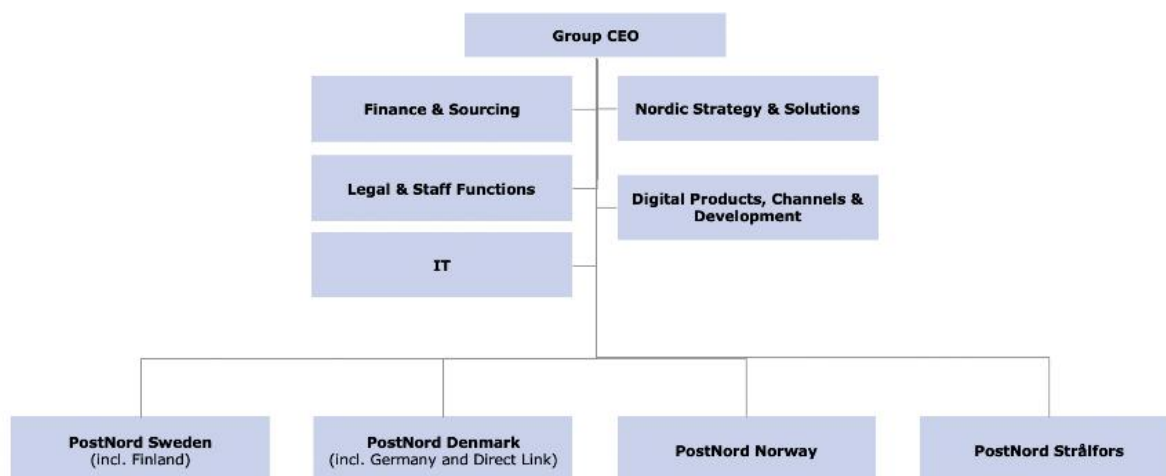 Group CEO
Finance & Sourcing
Nordic Strategy & Solutions
Legal & Staff Functions
Digital Products, Channels &
Development
IT
PostNord Sweden
(incl. Finland)
PostNord Denmark
(incl. Germany and Direct Link)
PostNord Norway
PostNord Strålfors